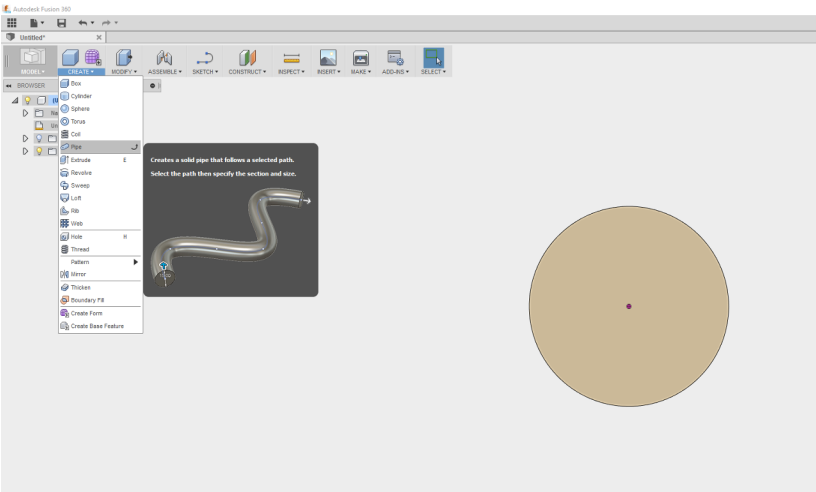 Autodesk Fusion 360
Untitled*
MODEL
CREATE
MODIFY
ASSEMBLE
SKETCH
CONSTRUCT
INSPECT
INSERT
MAKE
ADD-INS
SELECT
BROWSER
Box
Cylinder
Sphere
Torus
Coil
Pipe
Extrude E
Revolve
Sweep
Loft
Rib
Web
Hole H
Thread
Pattern
Mirror
Thicken
Boundary Fill
Create Form
Create Base Feature
Creates a solid pipe that follows a selected path.
Select the path then specify the section and size.